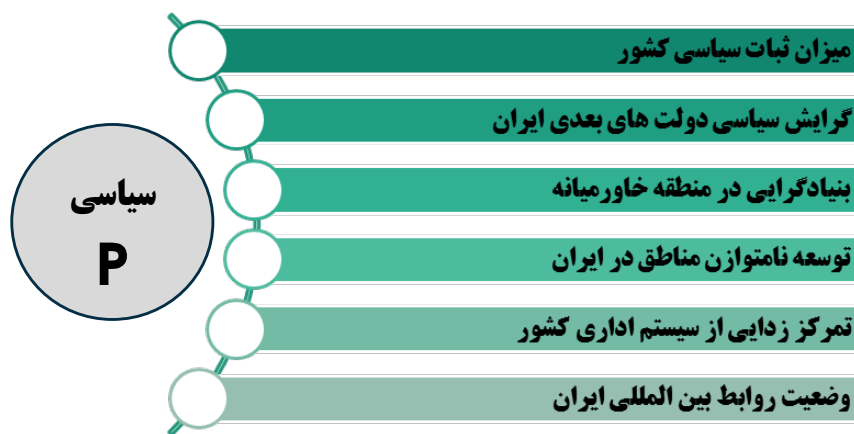 میزان ثبات سیاسی کشور
گرایش سیاسی دولت های بعدی ایران
بنیادگرایی در منطقه خاورمیانه
توسعه نامتوازن مناطق در ایران
تمرکز زدایی از سیستم اداری کشور
وضعیت روابط بین المللی ایران
سیاسی
P